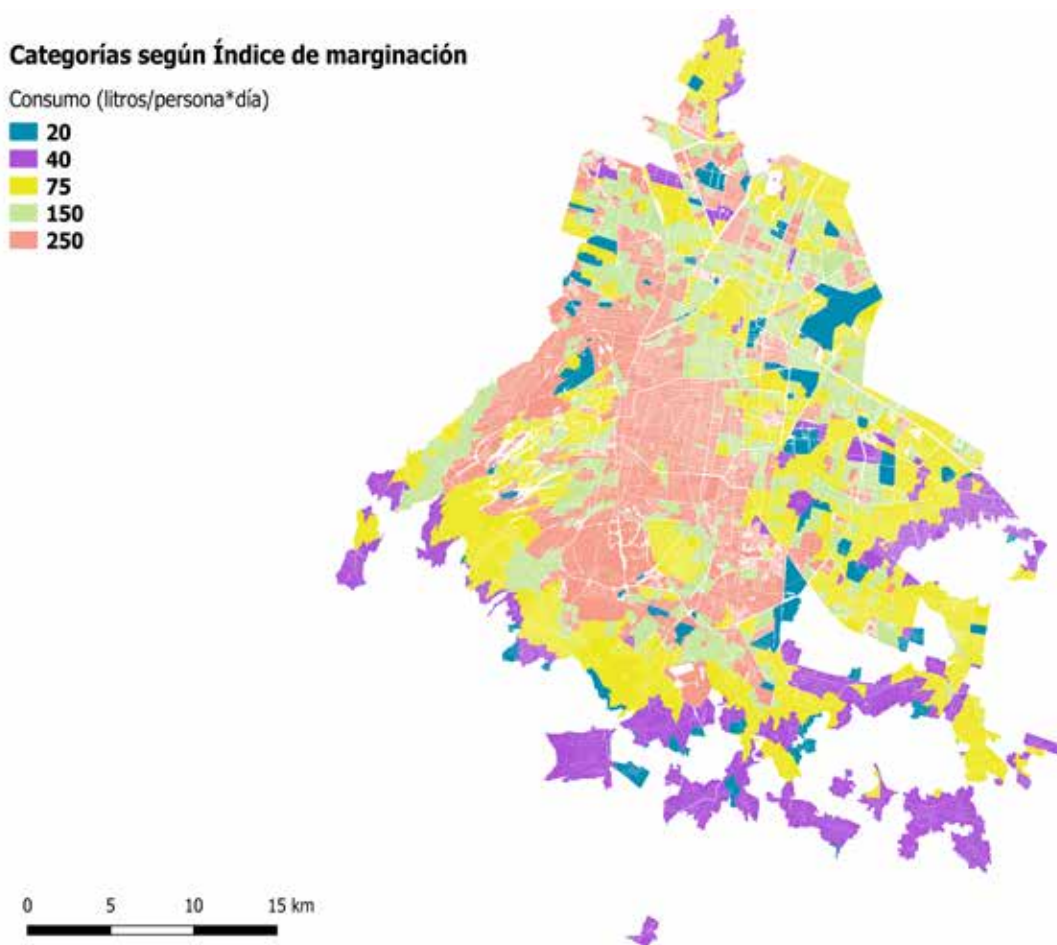 Categorías según Índice de marginación
Consumo (litros/persona*día)
20
40
75
150
250
0 5 10 15 km